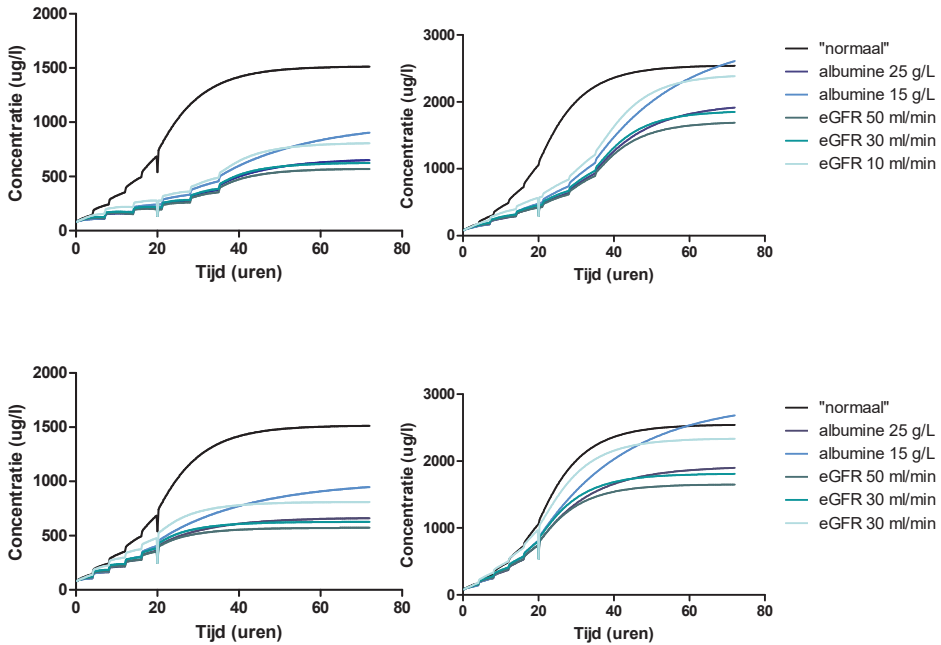 2000
1500
1000
500
0
Concentratie (ug/l)
0 20 40 60 80
Tijd (uren)
3000
2000
1000
0
Concentratie (ug/l)
0 20 40 60 80
Tijd (uren)
"normaal"
albumine 25 g/L
albumine 15 g/L
eGFR 50 ml/min
eGFR 30 ml/min
eGFR 10 ml/min
2000
1500
1000
500
0
Concentratie (ug/l)
0 20 40 60 80
Tijd (uren)
3000
2000
1000
0
Concentratie (ug/l)
0 20 40 60 80
Tijd (uren)
"normaal"
albumine 25 g/L
albumine 15 g/L
eGFR 50 ml/min
eGFR 30 ml/min
eGFR 30 ml/min